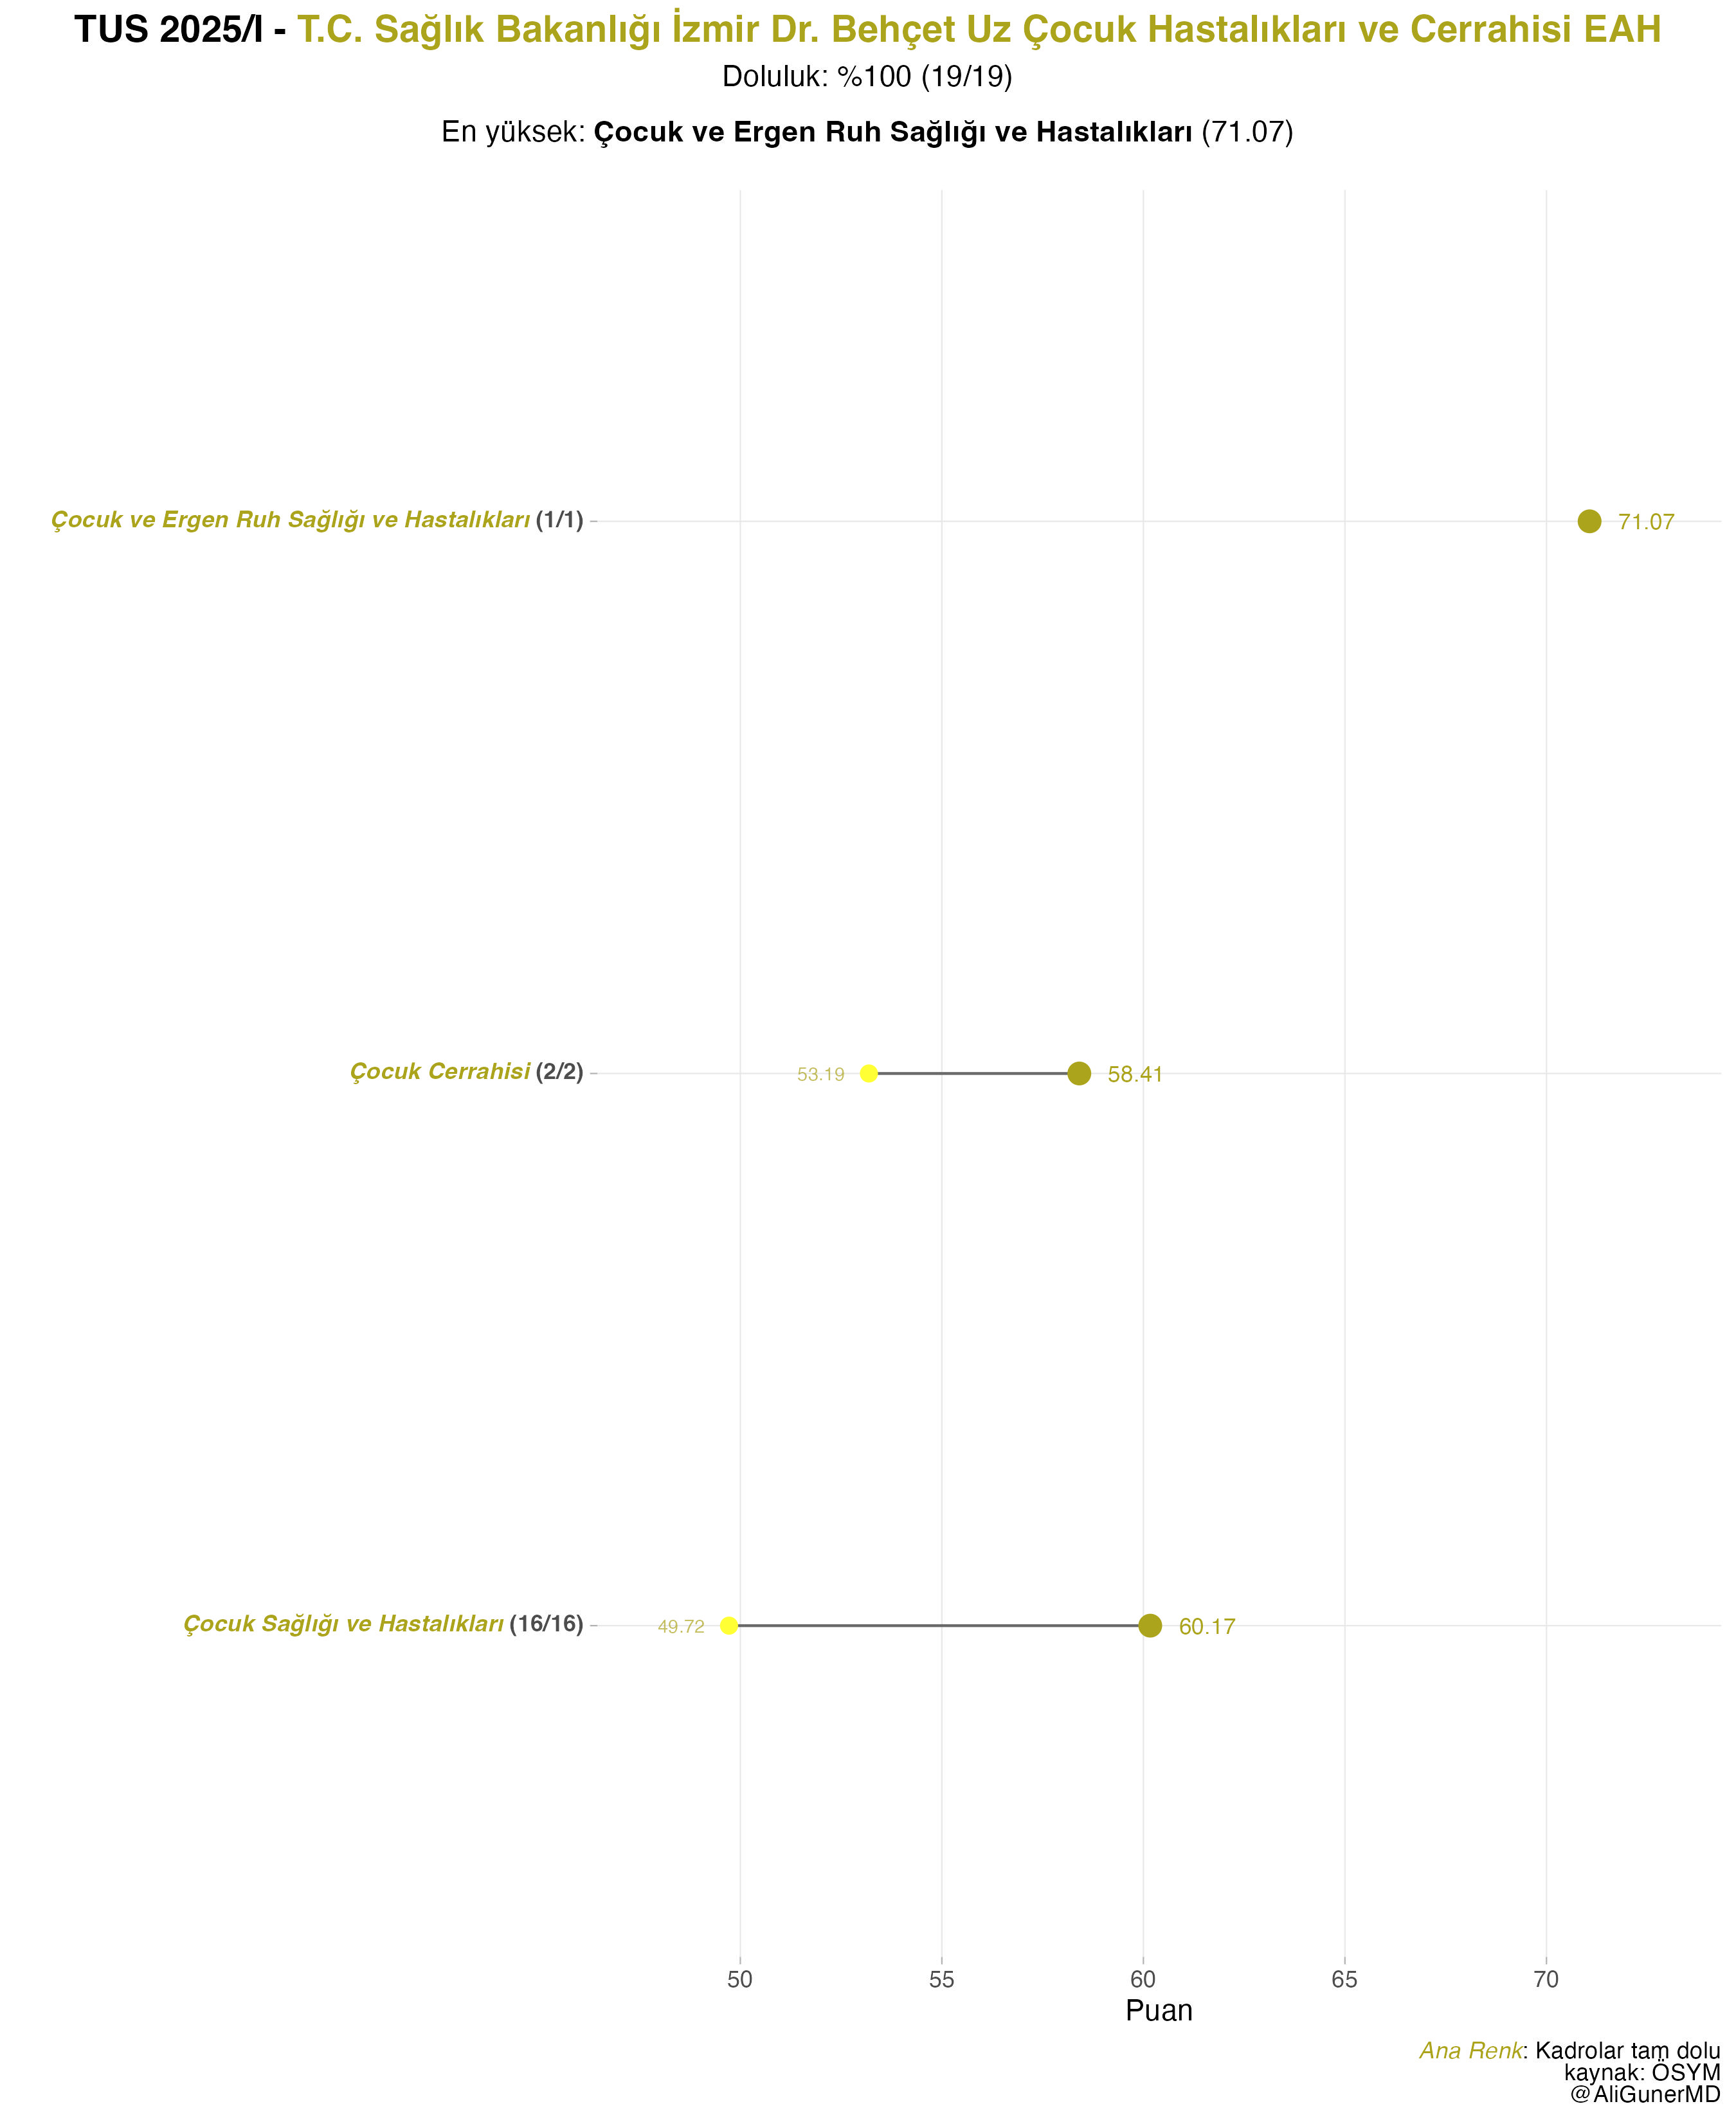 TUS 2025/I - T.C. Sağlık Bakanlığı İzmir Dr. Behçet Uz Çocuk Hastalıkları ve Cerrahisi EAH
Doluluk: %100 (19/19)
En yüksek: Çocuk ve Ergen Ruh Sağlığı ve Hastalıkları (71.07)
Çocuk ve Ergen Ruh Sağlığı ve Hastalıkları (1/1) 71.07
Çocuk Cerrahisi (2/2) 53.19 58.41
Çocuk Sağlığı ve Hastalıkları (16/16) 49.72 60.17
50 55 60 65 70
Puan
Ana Renk: Kadrolar tam dolu
kaynak: ÖSYM
@AliGunerMD